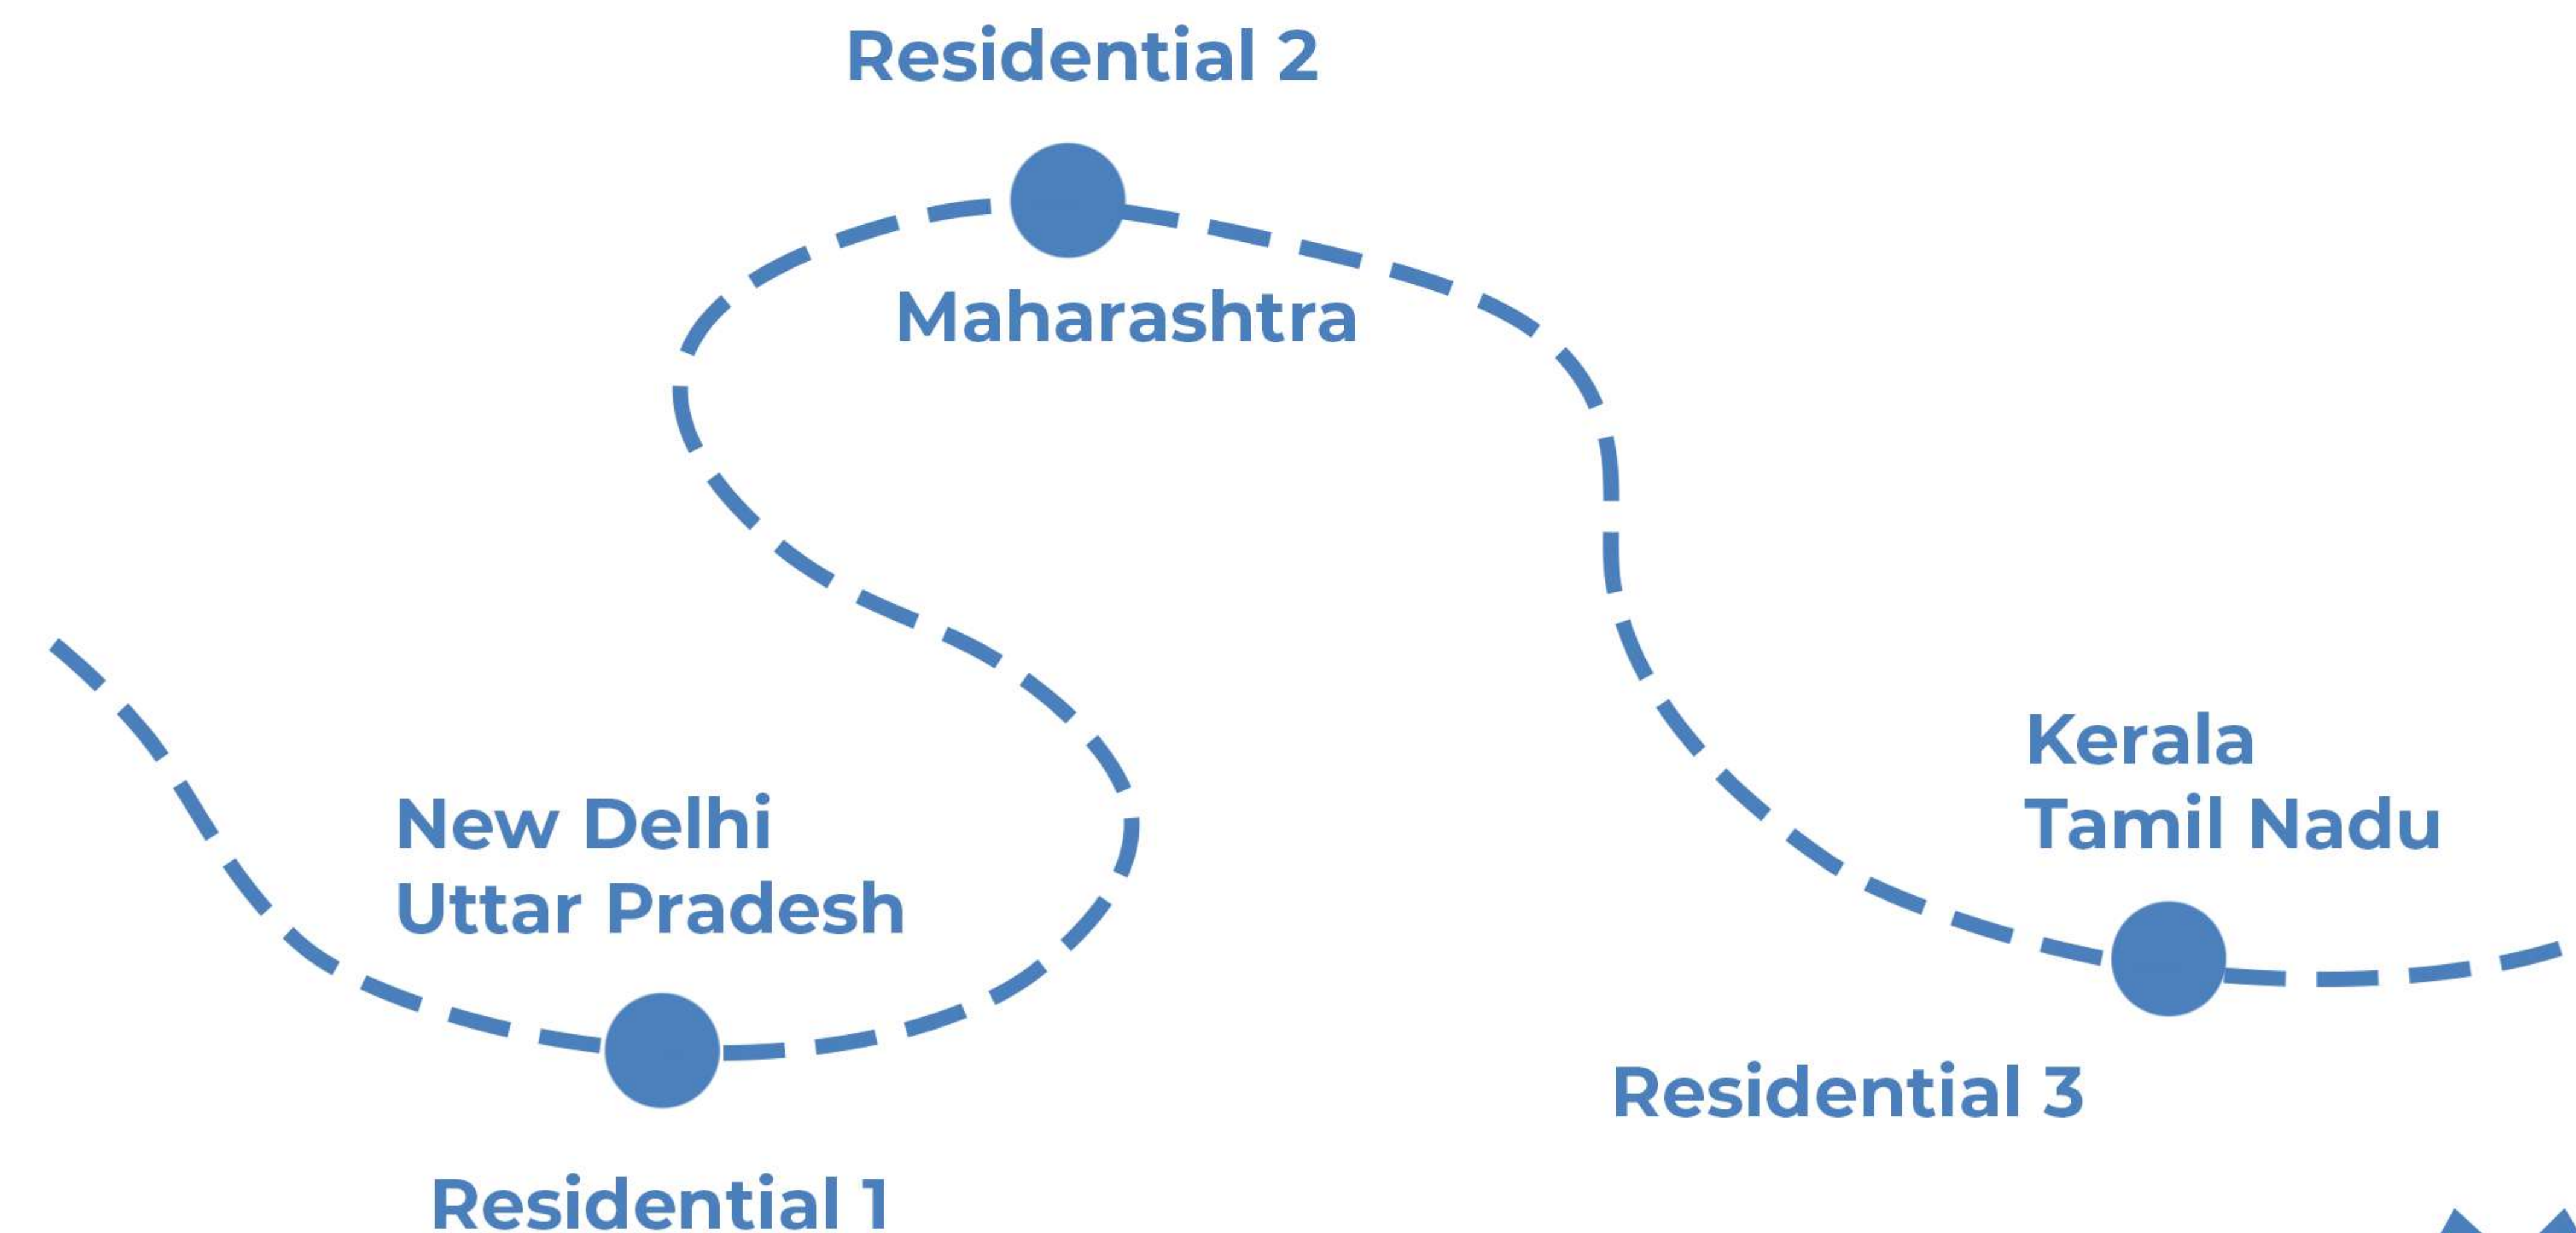 Residential 2
Maharashtra
Kerala
Tamil Nadu
New Delhi
Uttar Pradesh
Residential 3
Residential 1